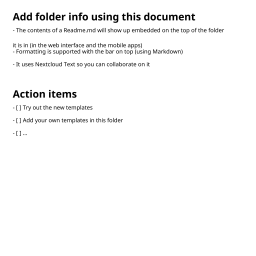 Add folder info using this document
- The contents of a Readme.md will show up embedded on the top of the folder
it is in (in the web interface and the mobile apps)
- Formatting is supported with the bar on top (using Markdown)
- It uses Nextcloud Text so you can collaborate on it
Action items
- [ ] Try out the new templates
- [ ] Add your own templates in this folder
- [ ] ...